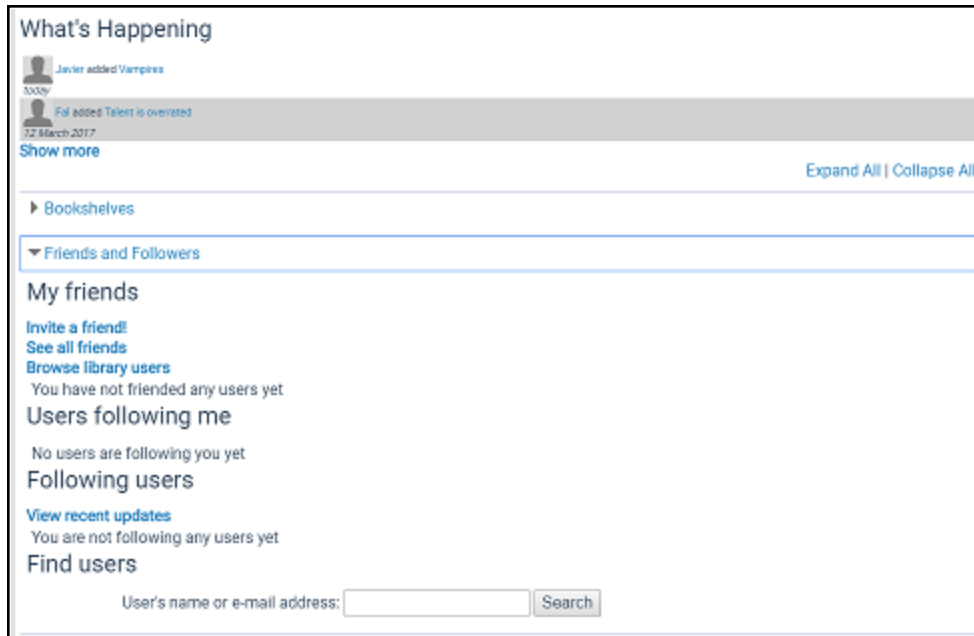 What's Happening
Javier added Vampires
today
Fal added Talent is overrated
12 March 2017
Show more
Expand All | Collapse All
Bookshelves
Friends and Followers
My friends
Invite a friend!
See all friends
Browse library users
You have not friended any users yet
Users following me
No users are following you yet
Following users
View recent updates
You are not following any users yet
Find users
User's name or e-mail address: Search